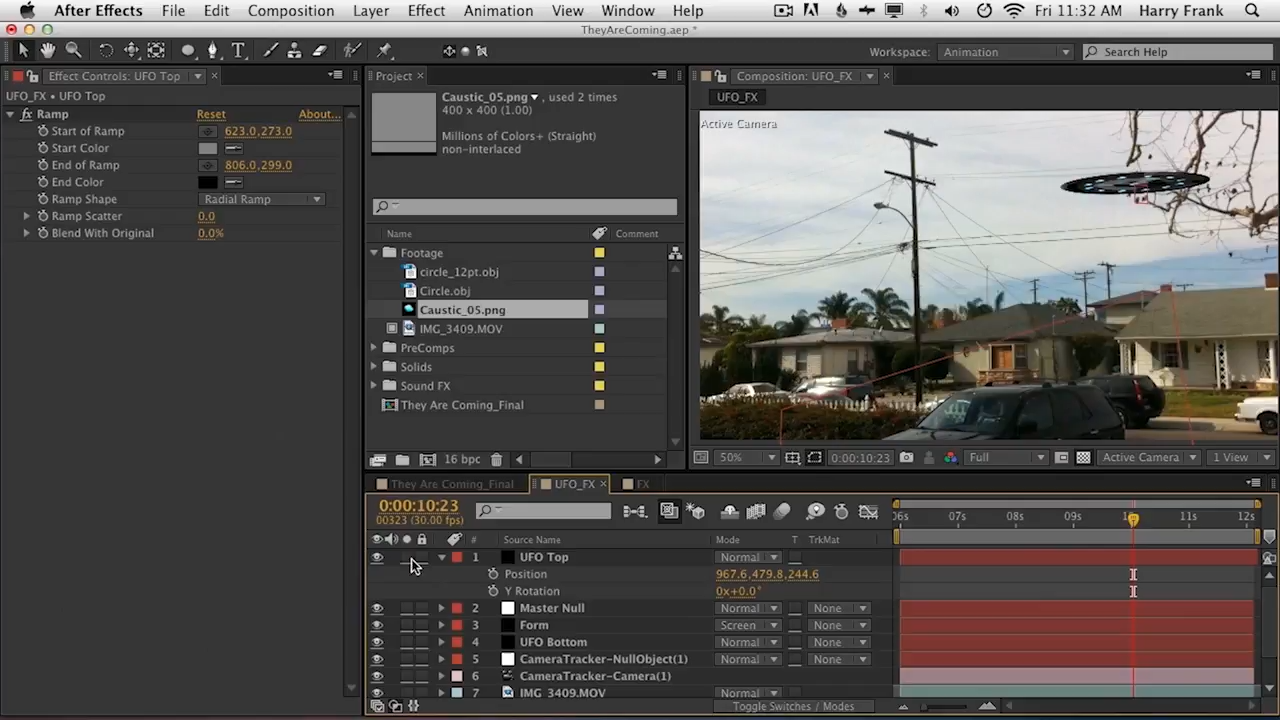 After Effects File Edit Composition Layer Effect Animation View Window Help Fri 11:32 AM Harry Frank
TheyAreComing.aep *
Workspace: Animation Search Help
Effect Controls: UFO Top
UFO_FX • UFO Top
fx Ramp Reset About...
Start of Ramp 623.0,273.0
Start Color
End of Ramp 806.0,299.0
End Color
Ramp Shape Radial Ramp
Ramp Scatter 0.0
Blend With Original 0.0%
Project
Caustic_05.png , used 2 times
400 x 400 (1.00)
Millions of Colors+ (Straight)
non-interlaced
Name Comment
Footage
circle_12pt.obj
Circle.obj
Caustic_05.png
IMG_3409.MOV
PreComps
Solids
Sound FX
They Are Coming_Final
16 bpc
Composition: UFO_FX
UFO_FX
Active Camera
50% 0:00:10:23 Full Active Camera 1 View
They Are Coming_Final UFO_FX FX
0:00:10:23
00323 (30.00 fps)
06s 07s 08s 09s 10s 11s 12s
# Source Name Mode T TrkMat
1 UFO Top Normal
Position 967.6,479.8,244.6
Y Rotation 0x+0.0°
2 Master Null Normal None
3 Form Screen None
4 UFO Bottom Normal None
5 CameraTracker-NullObject(1) Normal None
6 CameraTracker-Camera(1)
7 IMG_3409.MOV Normal None
Toggle Switches / Modes